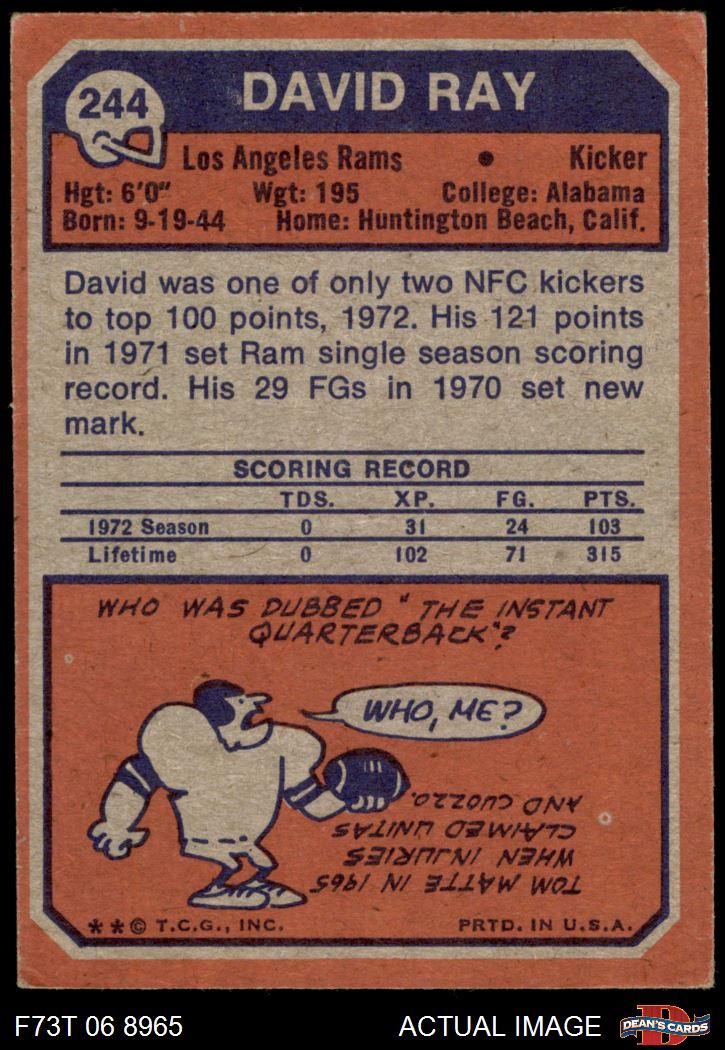 244
DAVID RAY
Los Angeles Rams • Kicker
Hgt: 6'0" Wgt: 195 College: Alabama
Born: 9-19-44 Home: Huntington Beach, Calif.
David was one of only two NFC kickers
to top 100 points, 1972. His 121 points
in 1971 set Ram single season scoring
record. His 29 FGs in 1970 set new
mark.
SCORING RECORD
TDS. XP. FG. PTS.
1972 Season 0 31 24 103
Lifetime 0 102 71 315
WHO WAS DUBBED "THE INSTANT
QUARTERBACK"?
WHO, ME?
TOM MATTE IN 1965
WHEN INJURIES
CLAIMED UNITAS
AND CUOZZO.
** © T.C.G., INC. PRTD. IN U.S.A.
F73T 06 8965 ACTUAL IMAGE
D
DEAN'S CARDS